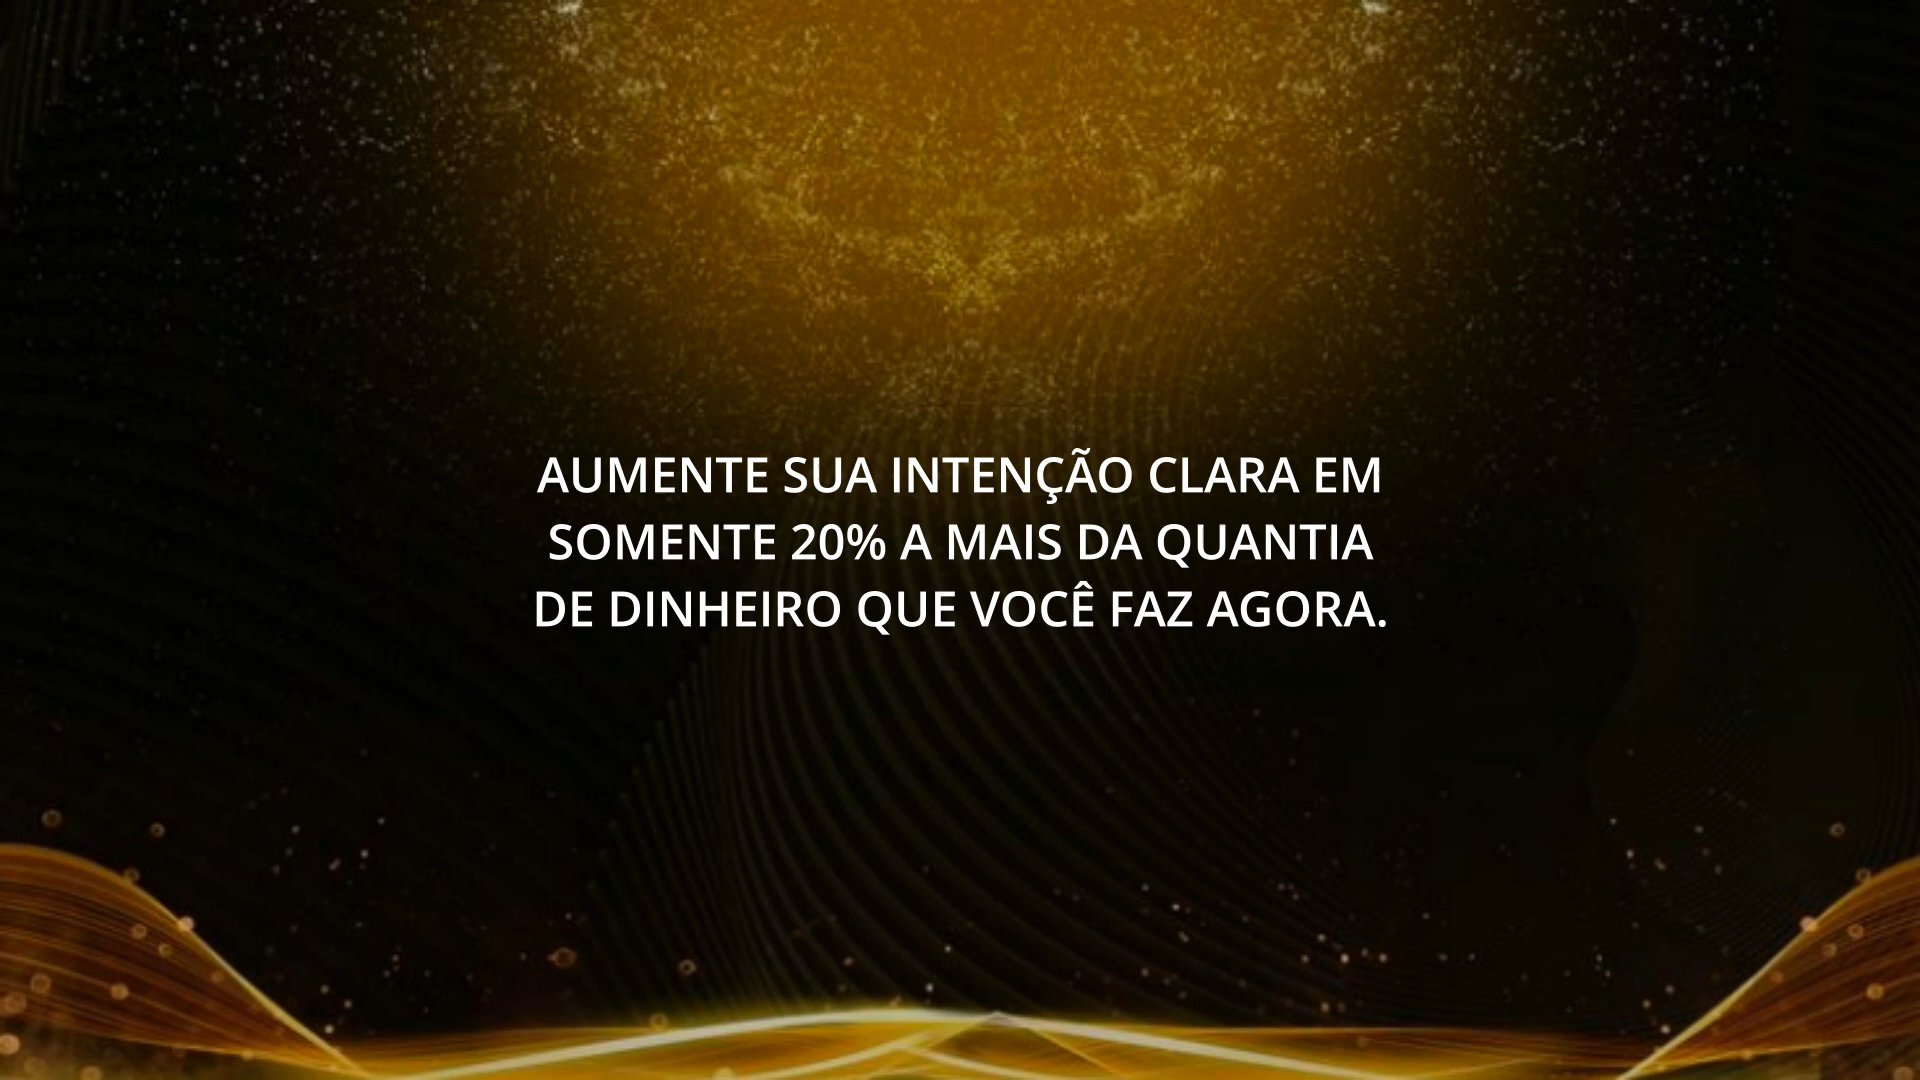 AUMENTE SUA INTENÇÃO CLARA EM
SOMENTE 20% A MAIS DA QUANTIA
DE DINHEIRO QUE VOCÊ FAZ AGORA.